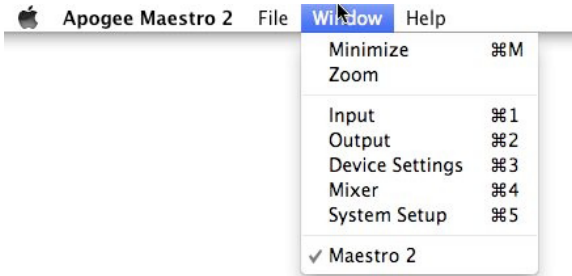 Apogee Maestro 2 File Window Help
Minimize ⌘M
Zoom
Input ⌘1
Output ⌘2
Device Settings ⌘3
Mixer ⌘4
System Setup ⌘5
✓ Maestro 2